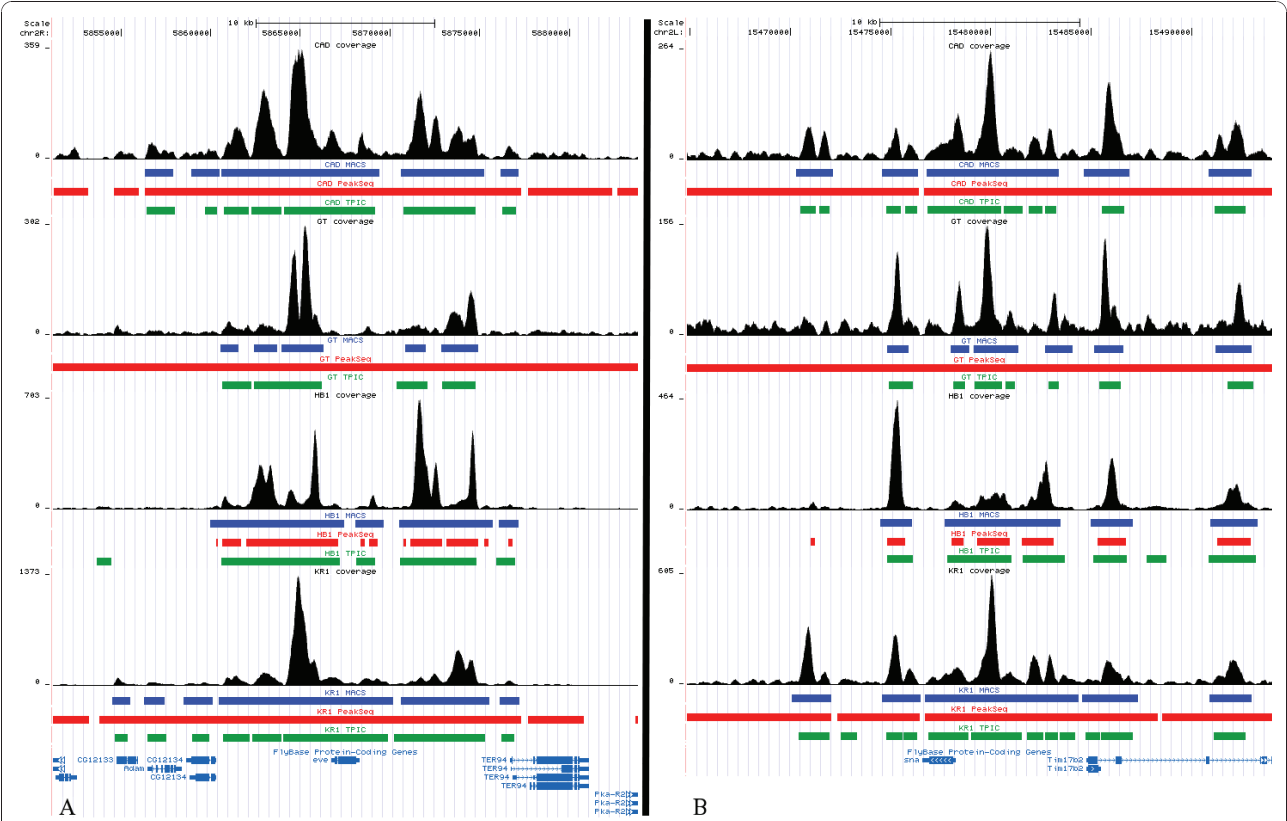 Scale
10 kb
chr2R:
5855000
5860000
5865000
5870000
5875000
5880000
CAD coverage
359
0
CAD MACS
CAD PeakSeq
CAD TPIC
GT coverage
302
0
GT MACS
GT PeakSeq
GT TPIC
HB1 coverage
703
0
HB1 MACS
HB1 PeakSeq
HB1 TPIC
KR1 coverage
1373
0
KR1 MACS
KR1 PeakSeq
KR1 TPIC
FlyBase Protein-Coding Genes
CG12133
CG12134
eve
TER94
Adam
TER94
CG12134
TER94
TER94
Pka-R2
Pka-R2
Pka-R2
A
Scale
10 kb
chr2L:
15470000
15475000
15480000
15485000
15490000
CAD coverage
264
0
CAD MACS
CAD PeakSeq
CAD TPIC
GT coverage
156
0
GT MACS
GT PeakSeq
GT TPIC
HB1 coverage
464
0
HB1 MACS
HB1 PeakSeq
HB1 TPIC
KR1 coverage
605
0
KR1 MACS
KR1 PeakSeq
KR1 TPIC
FlyBase Protein-Coding Genes
sna
Tim17b2
Tim17b2
B